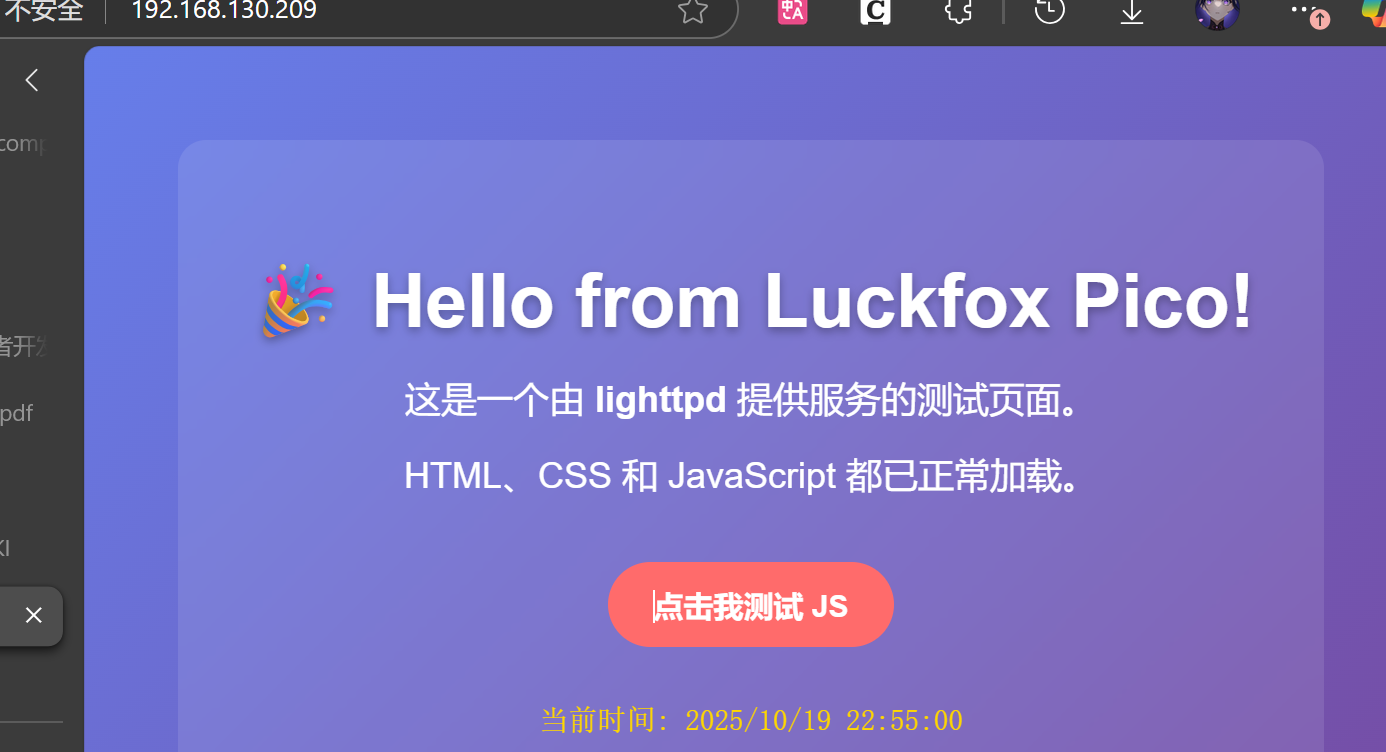 不安全 192.168.130.209
comp
者开发
pdf
KI
Hello from Luckfox Pico!
这是一个由 lighttpd 提供服务的测试页面。
HTML、CSS 和 JavaScript 都已正常加载。
点击我测试 JS
当前时间: 2025/10/19 22:55:00